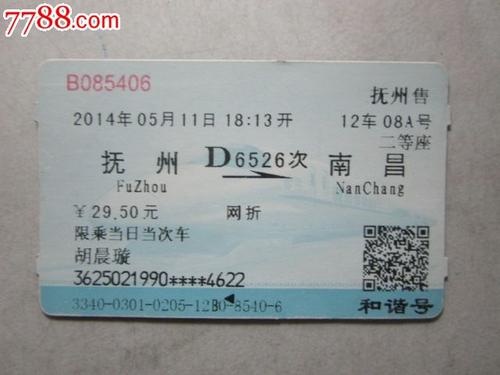 7788.com
B085406
抚州售
2014年05月11日 18:13开
12车 08A号
二等座
抚 州 D6526次 南 昌
FuZhou NanChang
￥29.50元 网折
限乘当日当次车
胡晨璇
3625021990****4622
3340-0301-0205-12B0-8540-6
和谐号